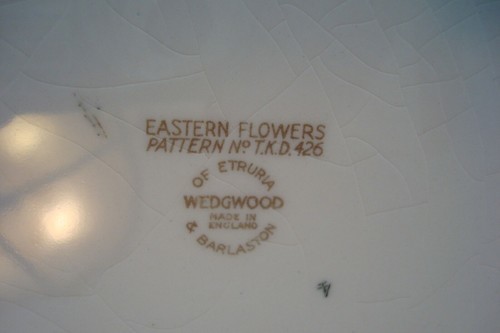 EASTERN FLOWERS
PATTERN Nº T.K.D. 426
OF ETRURIA
WEDGWOOD
MADE IN
ENGLAND
& BARLASTON